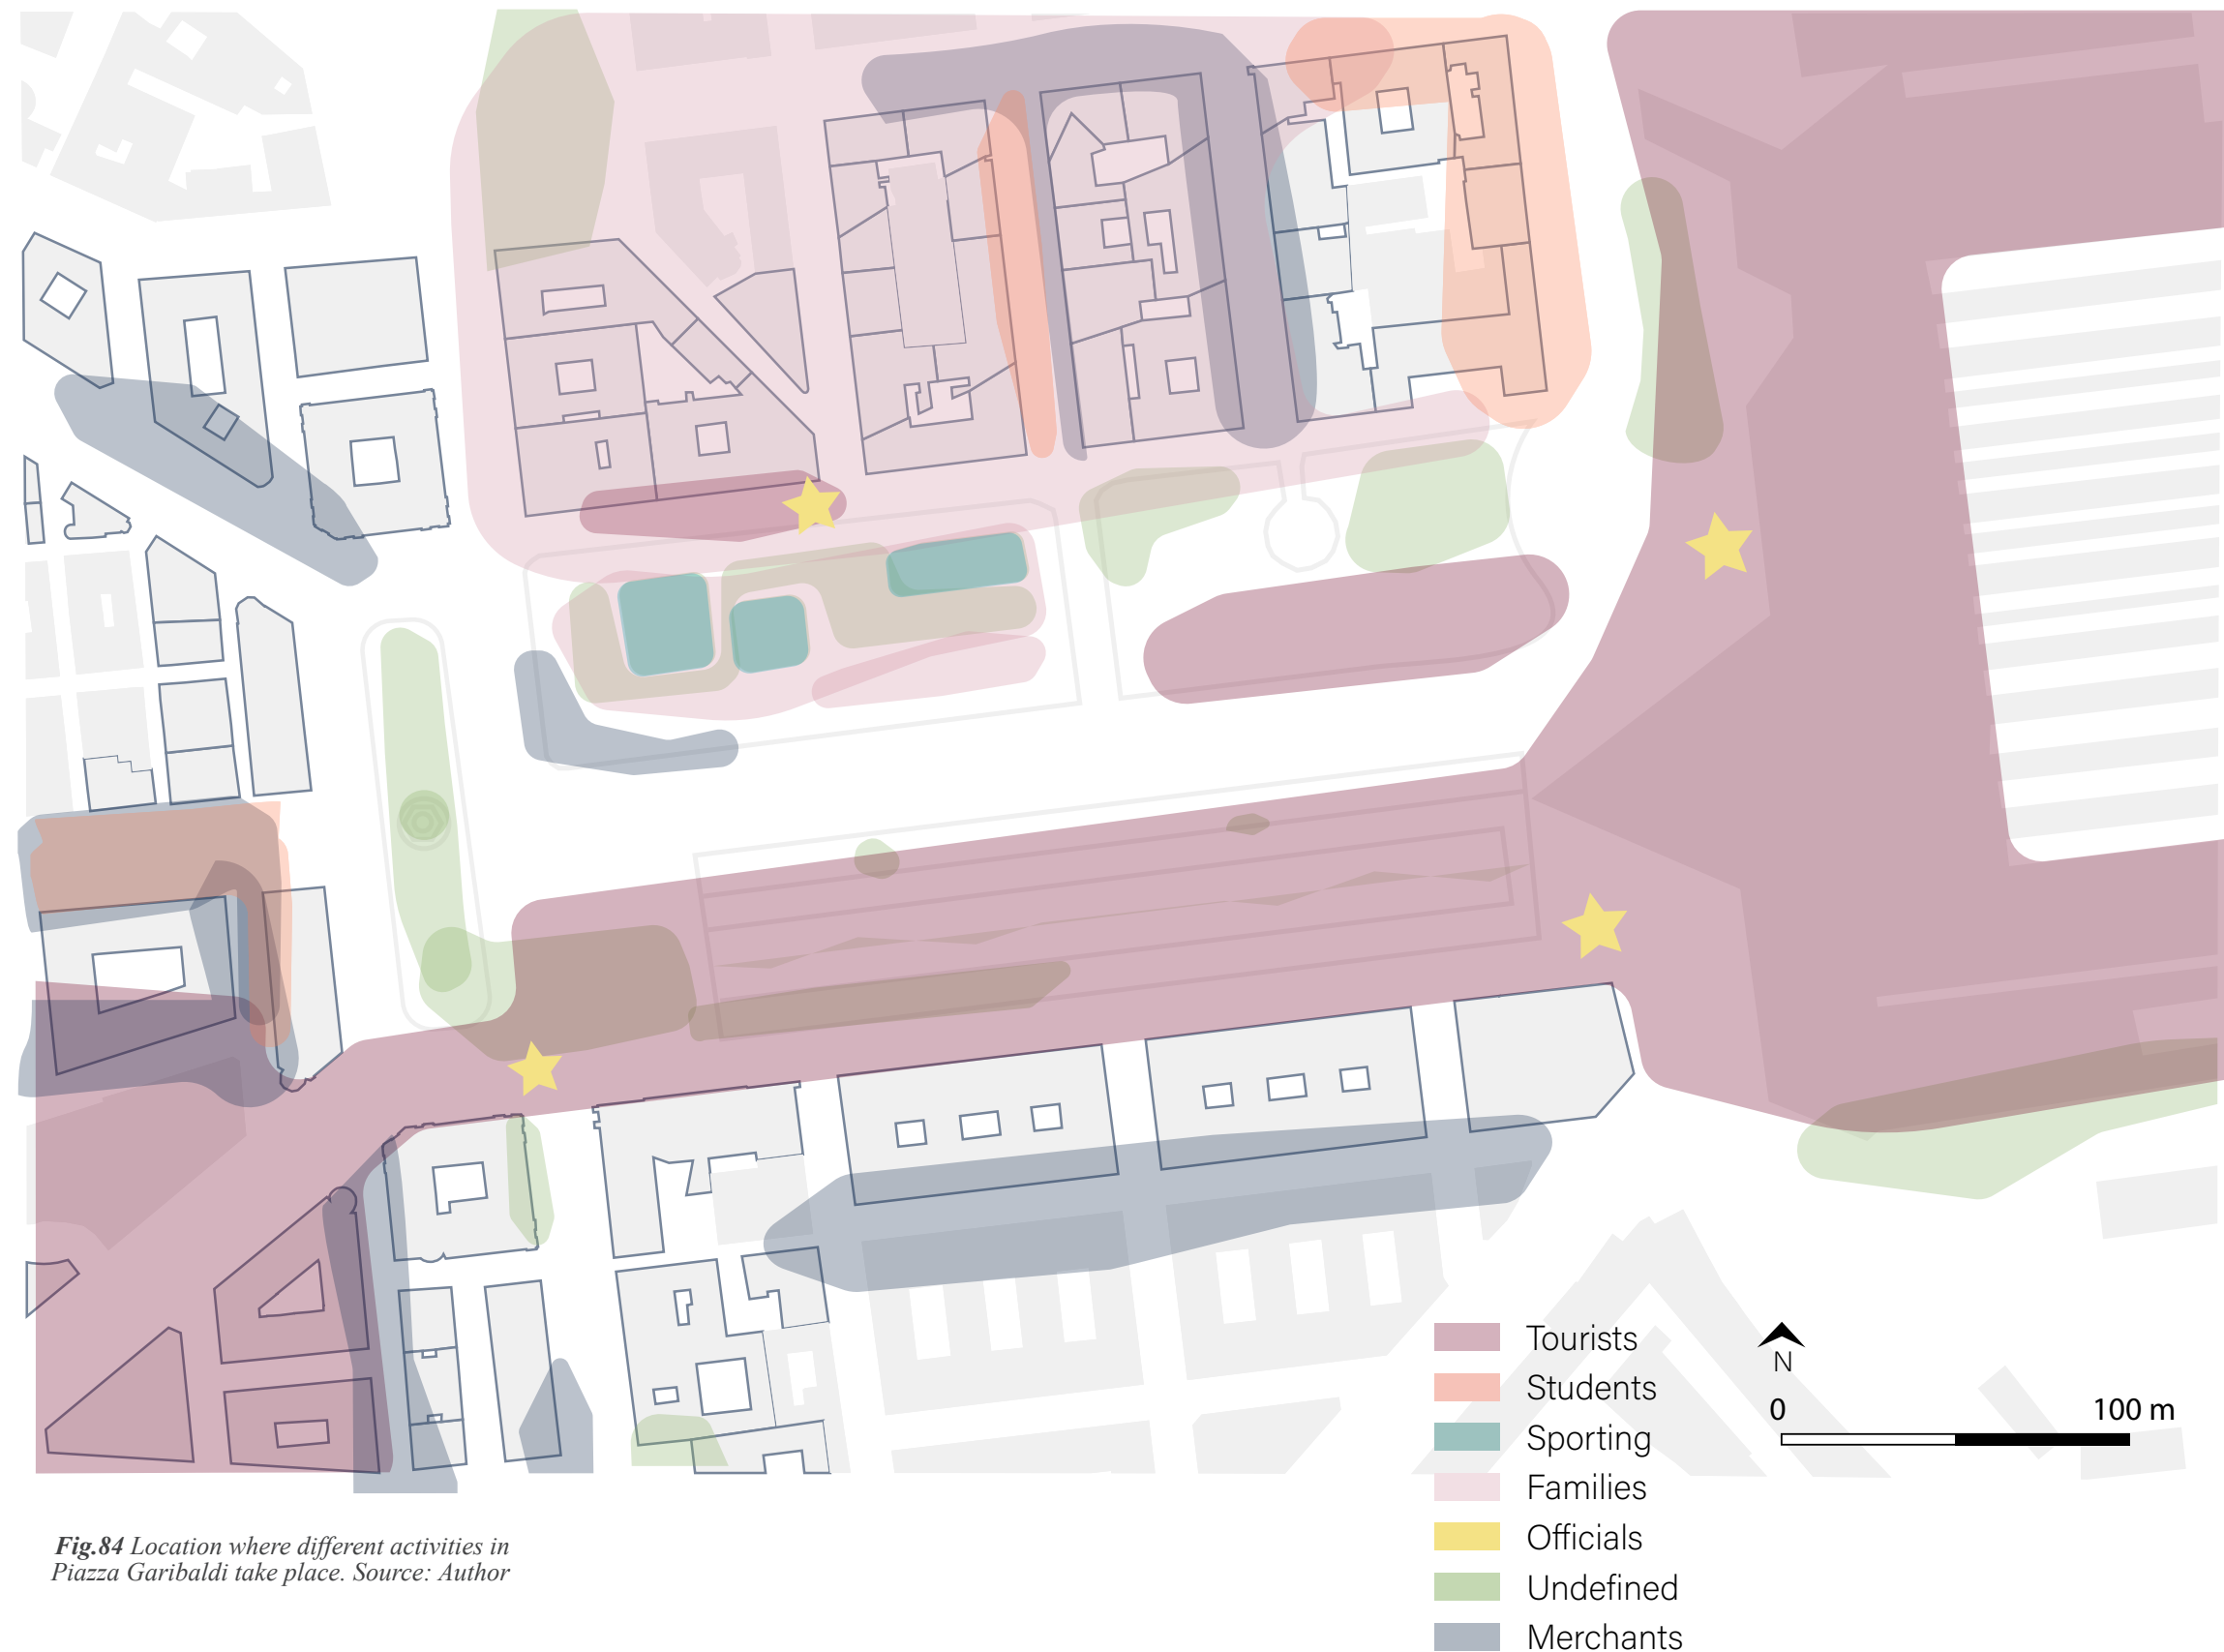 Tourists
Students
Sporting
Families
Officials
Undefined
Merchants
N
0 100 m
Fig.84 Location where different activities in
Piazza Garibaldi take place. Source: Author